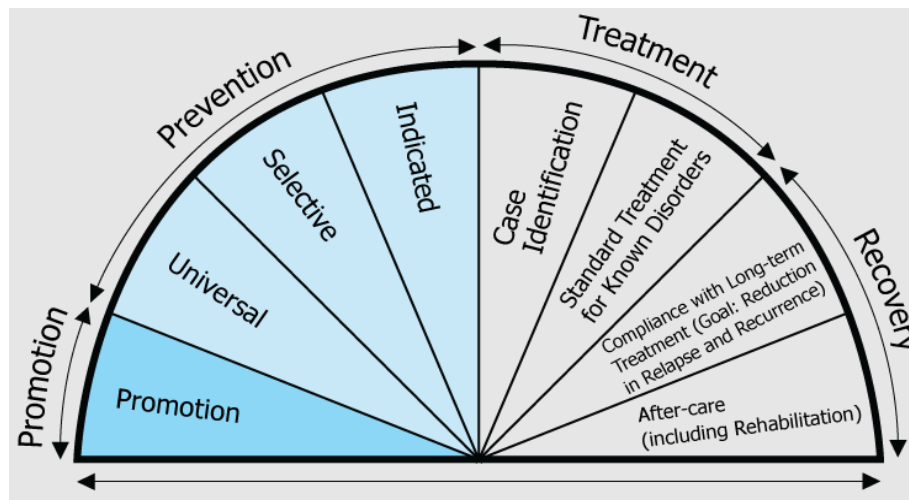 Promotion
Prevention
Treatment
Recovery
Promotion
Universal
Selective
Indicated
Case
Identification
Standard Treatment
for Known Disorders
Compliance with Long-term
Treatment (Goal: Reduction
in Relapse and Recurrence)
After-care
(including Rehabilitation)